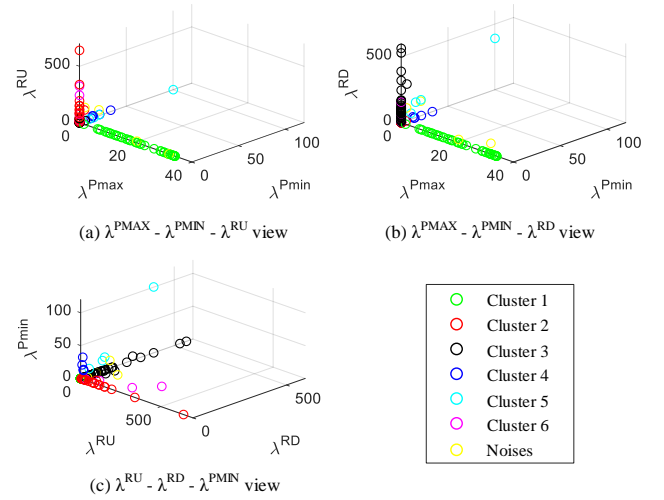 λ^RU
500
0
0
20
40
λ^Pmax
0
50
100
λ^Pmin
(a) λ^PMAX - λ^PMIN - λ^RU view
λ^RD
500
0
0
20
40
λ^Pmax
0
50
100
λ^Pmin
(b) λ^PMAX - λ^PMIN - λ^RD view
λ^Pmin
100
50
0
0
500
λ^RU
0
500
λ^RD
(c) λ^RU - λ^RD - λ^PMIN view
Cluster 1
Cluster 2
Cluster 3
Cluster 4
Cluster 5
Cluster 6
Noises